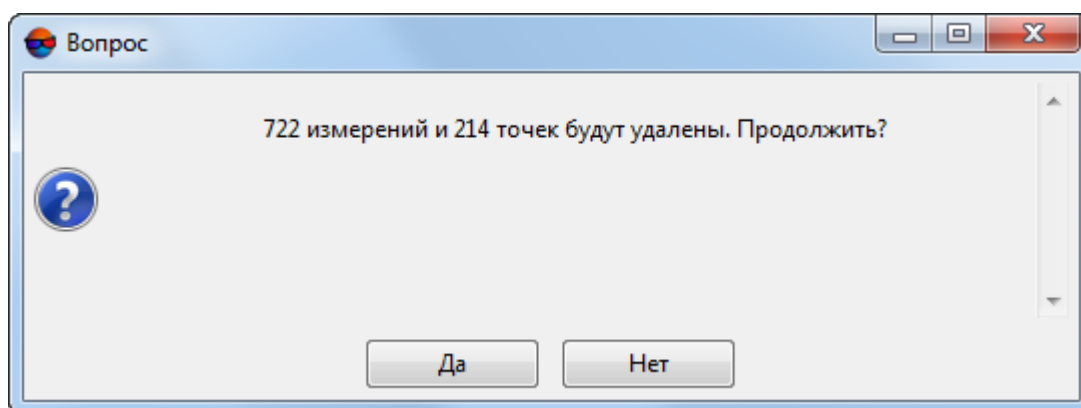 Вопрос
722 измерений и 214 точек будут удалены. Продолжить?
Да
Нет